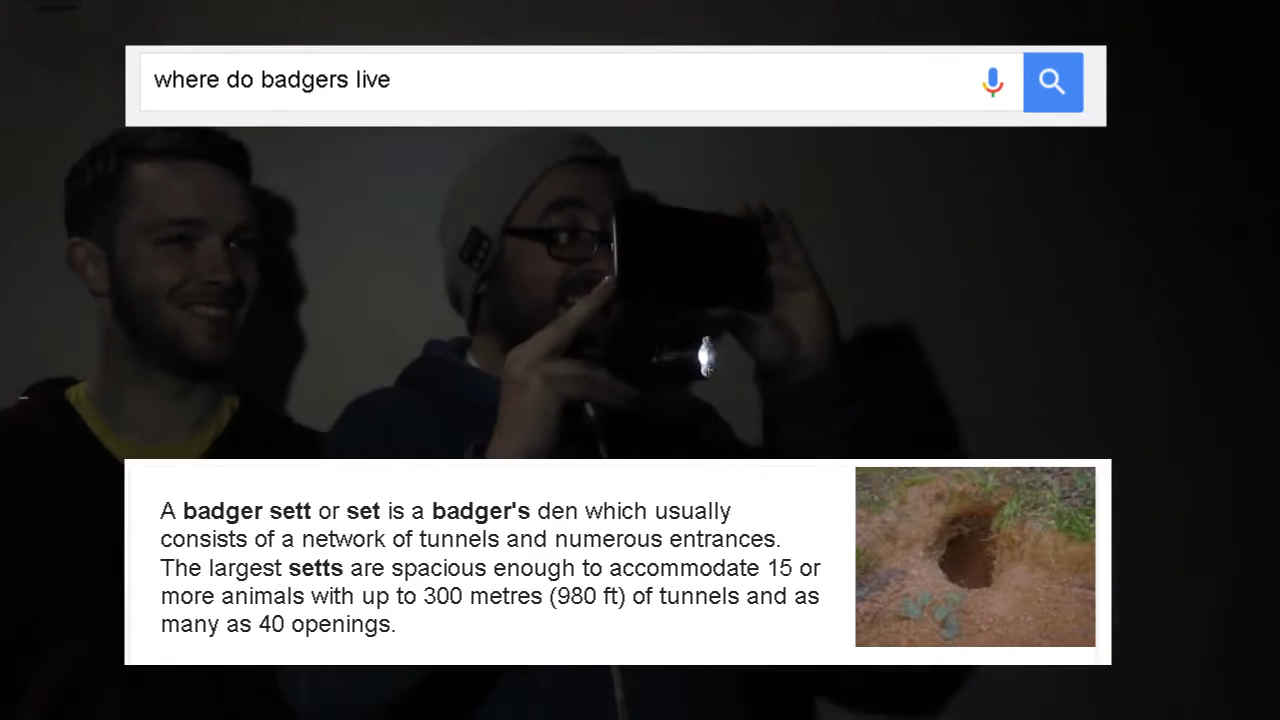 where do badgers live
A badger sett or set is a badger's den which usually
consists of a network of tunnels and numerous entrances.
The largest setts are spacious enough to accommodate 15 or
more animals with up to 300 metres (980 ft) of tunnels and as
many as 40 openings.